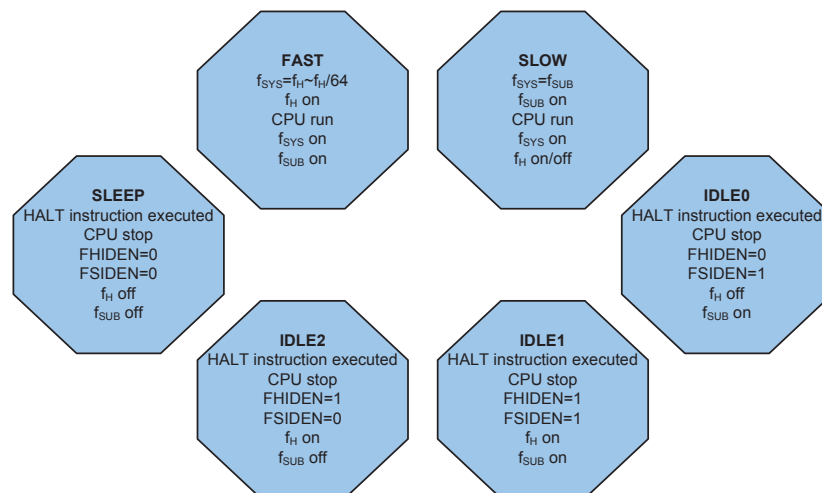 FAST
fSYS=fH~fH/64
fH on
CPU run
fSYS on
fSUB on
SLOW
fSYS=fSUB
fSUB on
CPU run
fSYS on
fH on/off
SLEEP
HALT instruction executed
CPU stop
FHIDEN=0
FSIDEN=0
fH off
fSUB off
IDLE0
HALT instruction executed
CPU stop
FHIDEN=0
FSIDEN=1
fH off
fSUB on
IDLE2
HALT instruction executed
CPU stop
FHIDEN=1
FSIDEN=0
fH on
fSUB off
IDLE1
HALT instruction executed
CPU stop
FHIDEN=1
FSIDEN=1
fH on
fSUB on